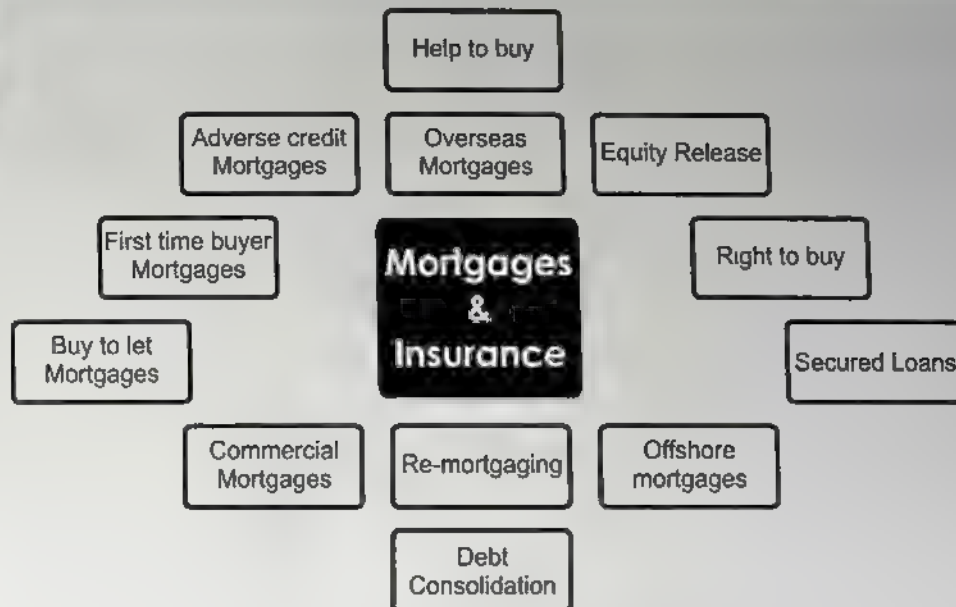 Help to buy
Adverse credit
Mortgages
Overseas
Mortgages
Equity Release
First time buyer
Mortgages
Mortgages
&
Insurance
Right to buy
Buy to let
Mortgages
Secured Loans
Commercial
Mortgages
Re-mortgaging
Offshore
mortgages
Debt
Consolidation